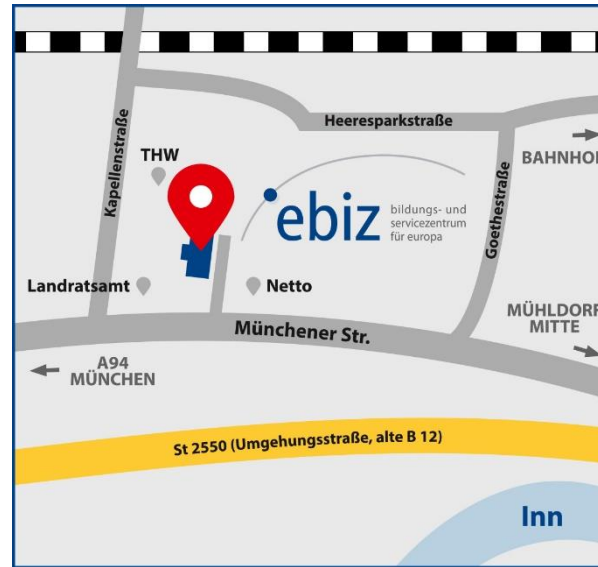 Heeresparkstraße
Kapellenstraße
THW
BAHNHOF
Goethestraße
ebiz
bildungs- und
servicezentrum
für europa
Landratsamt
Netto
Münchener Str.
MÜHLDORF
MITTE
A94
MÜNCHEN
St 2550 (Umgehungsstraße, alte B 12)
Inn